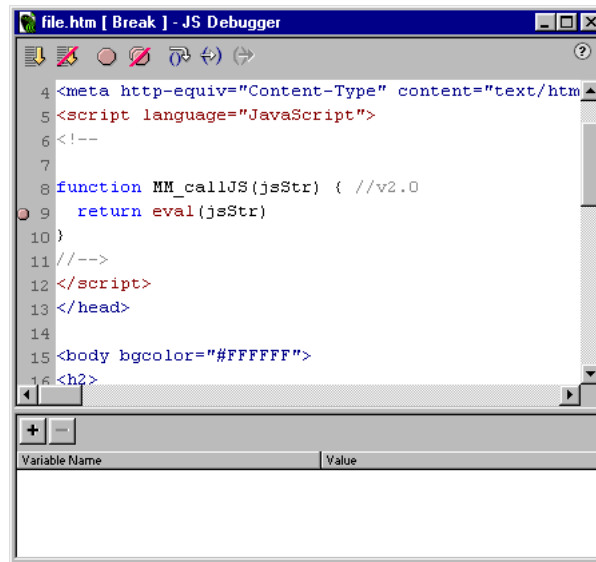 file.htm [ Break ] - JS Debugger
?
4 <meta http-equiv="Content-Type" content="text/htm
5 <script language="JavaScript">
6 <!--
7
8 function MM_callJS(jsStr) { //v2.0
9 return eval(jsStr)
10 }
11 //-->
12 </script>
13 </head>
14
15 <body bgcolor="#FFFFFF">
16 <h2>
+ −
Variable Name Value